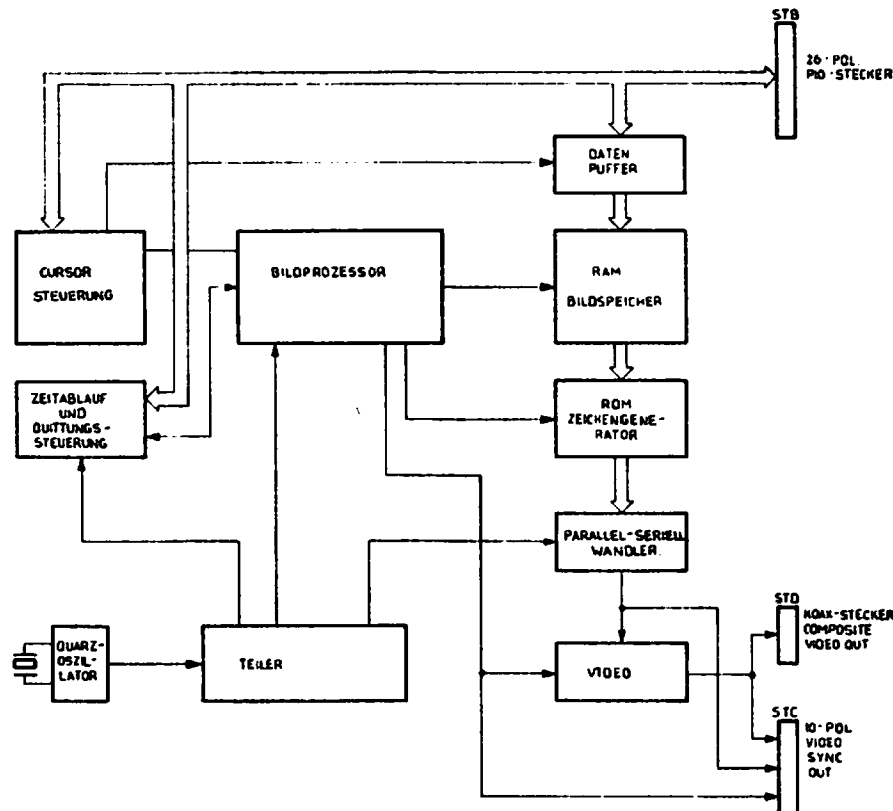 STB
26-POL.
PIO-STECKER
DATEN
PUFFER
CURSOR
STEUERUNG
BILDPROZESSOR
RAM
BILDSPEICHER
ZEITABLAUF
UND
QUITTUNGS-
STEUERUNG
ROM
ZEICKENGENE-
RATOR
PARALLEL-SERIELL
WANDLER.
STD
KOAX-STECKER
COMPOSITE
VIDEO OUT
QUARZ-
OSZIL-
LATOR
TEILER
VIDEO
STC
10-POL
VIDEO
SYNC
OUT